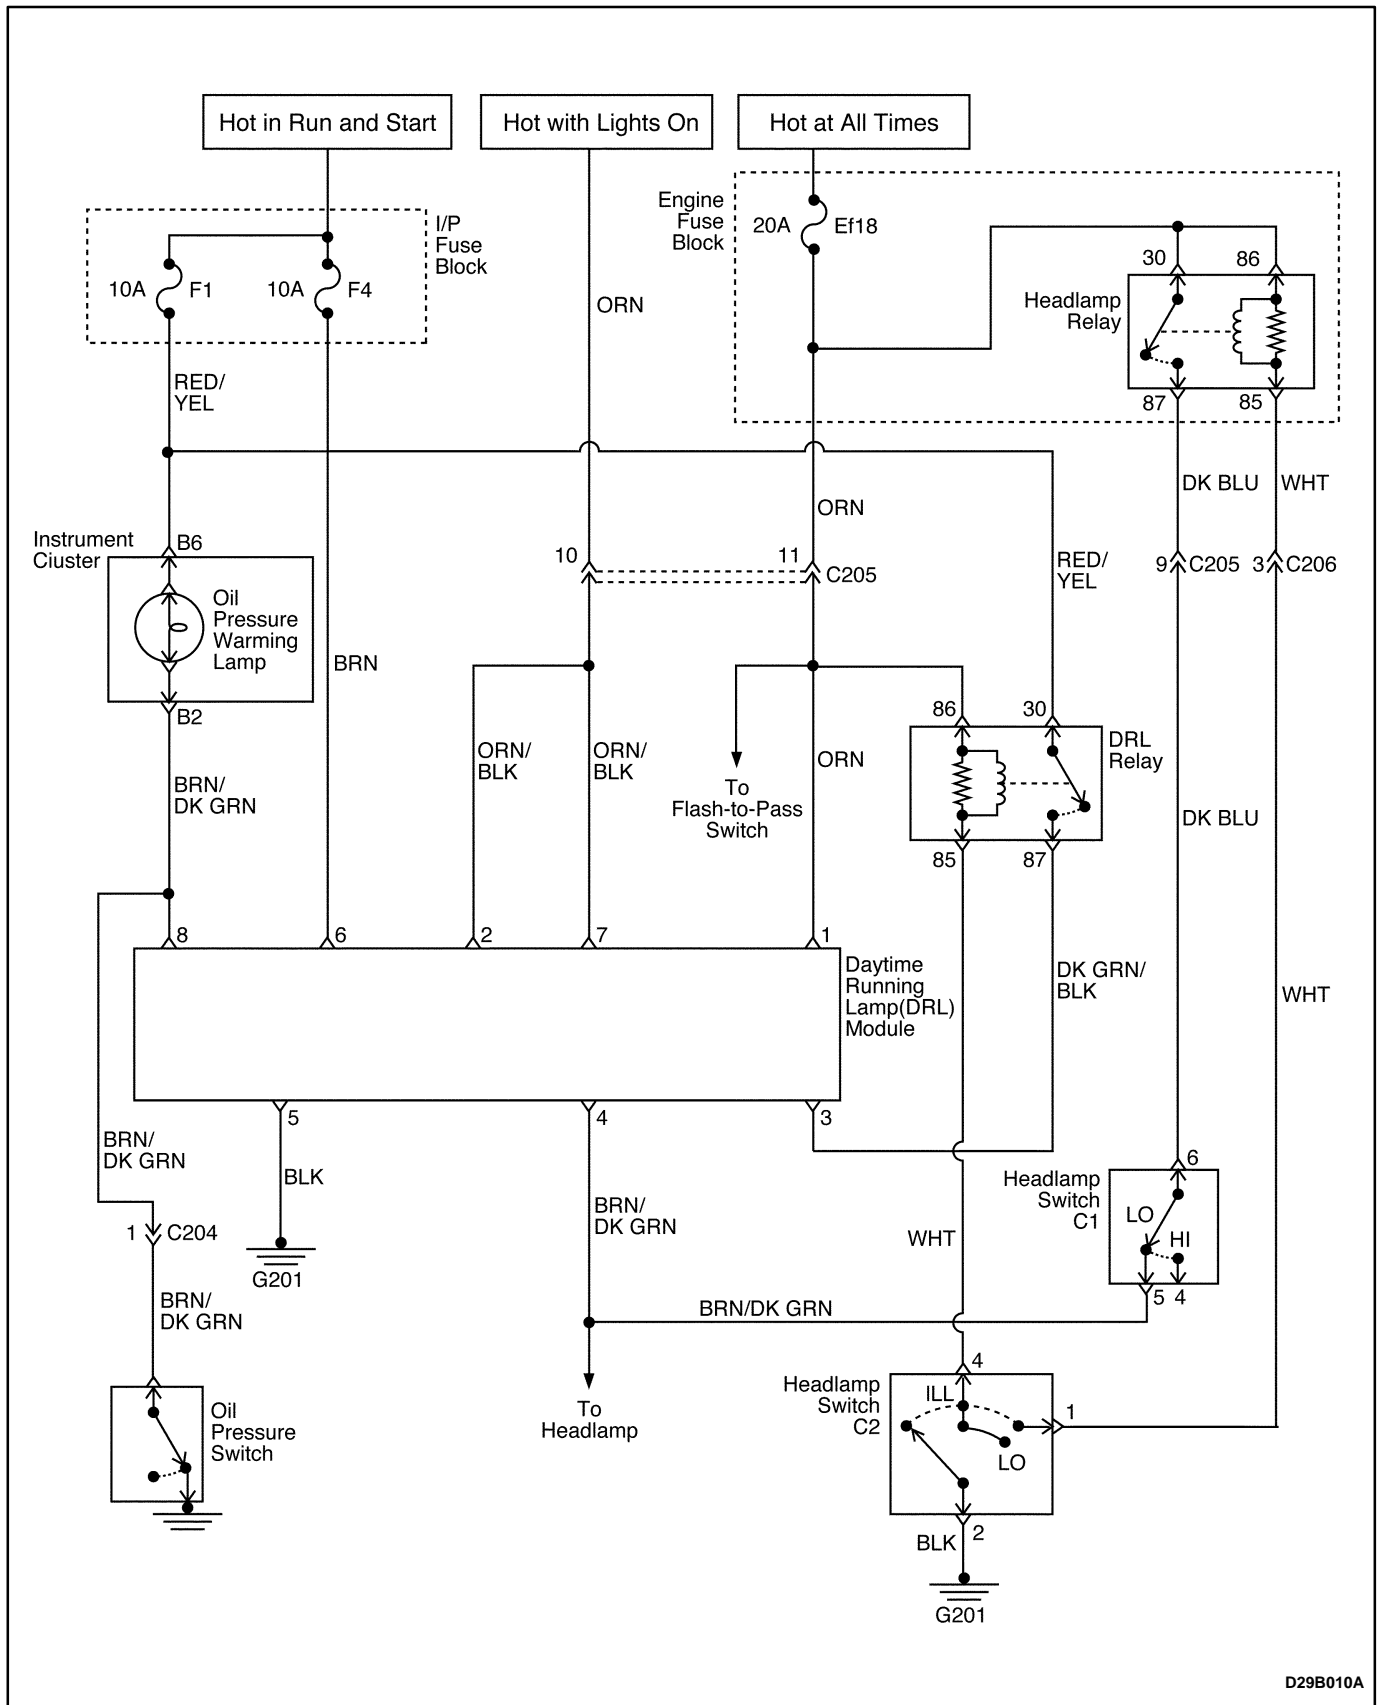 Hot in Run and Start
Hot with Lights On
Hot at All Times
Engine
Fuse
Block
20A
Ef18
I/P
Fuse
Block
10A
F1
10A
F4
ORN
30
86
Headlamp
Relay
87
85
RED/
YEL
DK BLU
WHT
ORN
Instrument
Ciuster
B6
10
11
C205
RED/
YEL
9
C205
3
C206
Oil
Pressure
Warming
Lamp
BRN
B2
86
30
DRL
Relay
ORN/
BLK
ORN/
BLK
ORN
To
Flash-to-Pass
Switch
BRN/
DK GRN
DK BLU
85
87
8
6
2
7
1
Daytime
Running
Lamp(DRL)
Module
DK GRN/
BLK
WHT
5
4
3
BRN/
DK GRN
BLK
BRN/
DK GRN
Headlamp
Switch
C1
6
LO
HI
5
4
WHT
1
C204
G201
BRN/
DK GRN
BRN/DK GRN
4
Headlamp
Switch
C2
ILL
1
LO
To
Headlamp
Oil
Pressure
Switch
2
BLK
G201
D29B010A